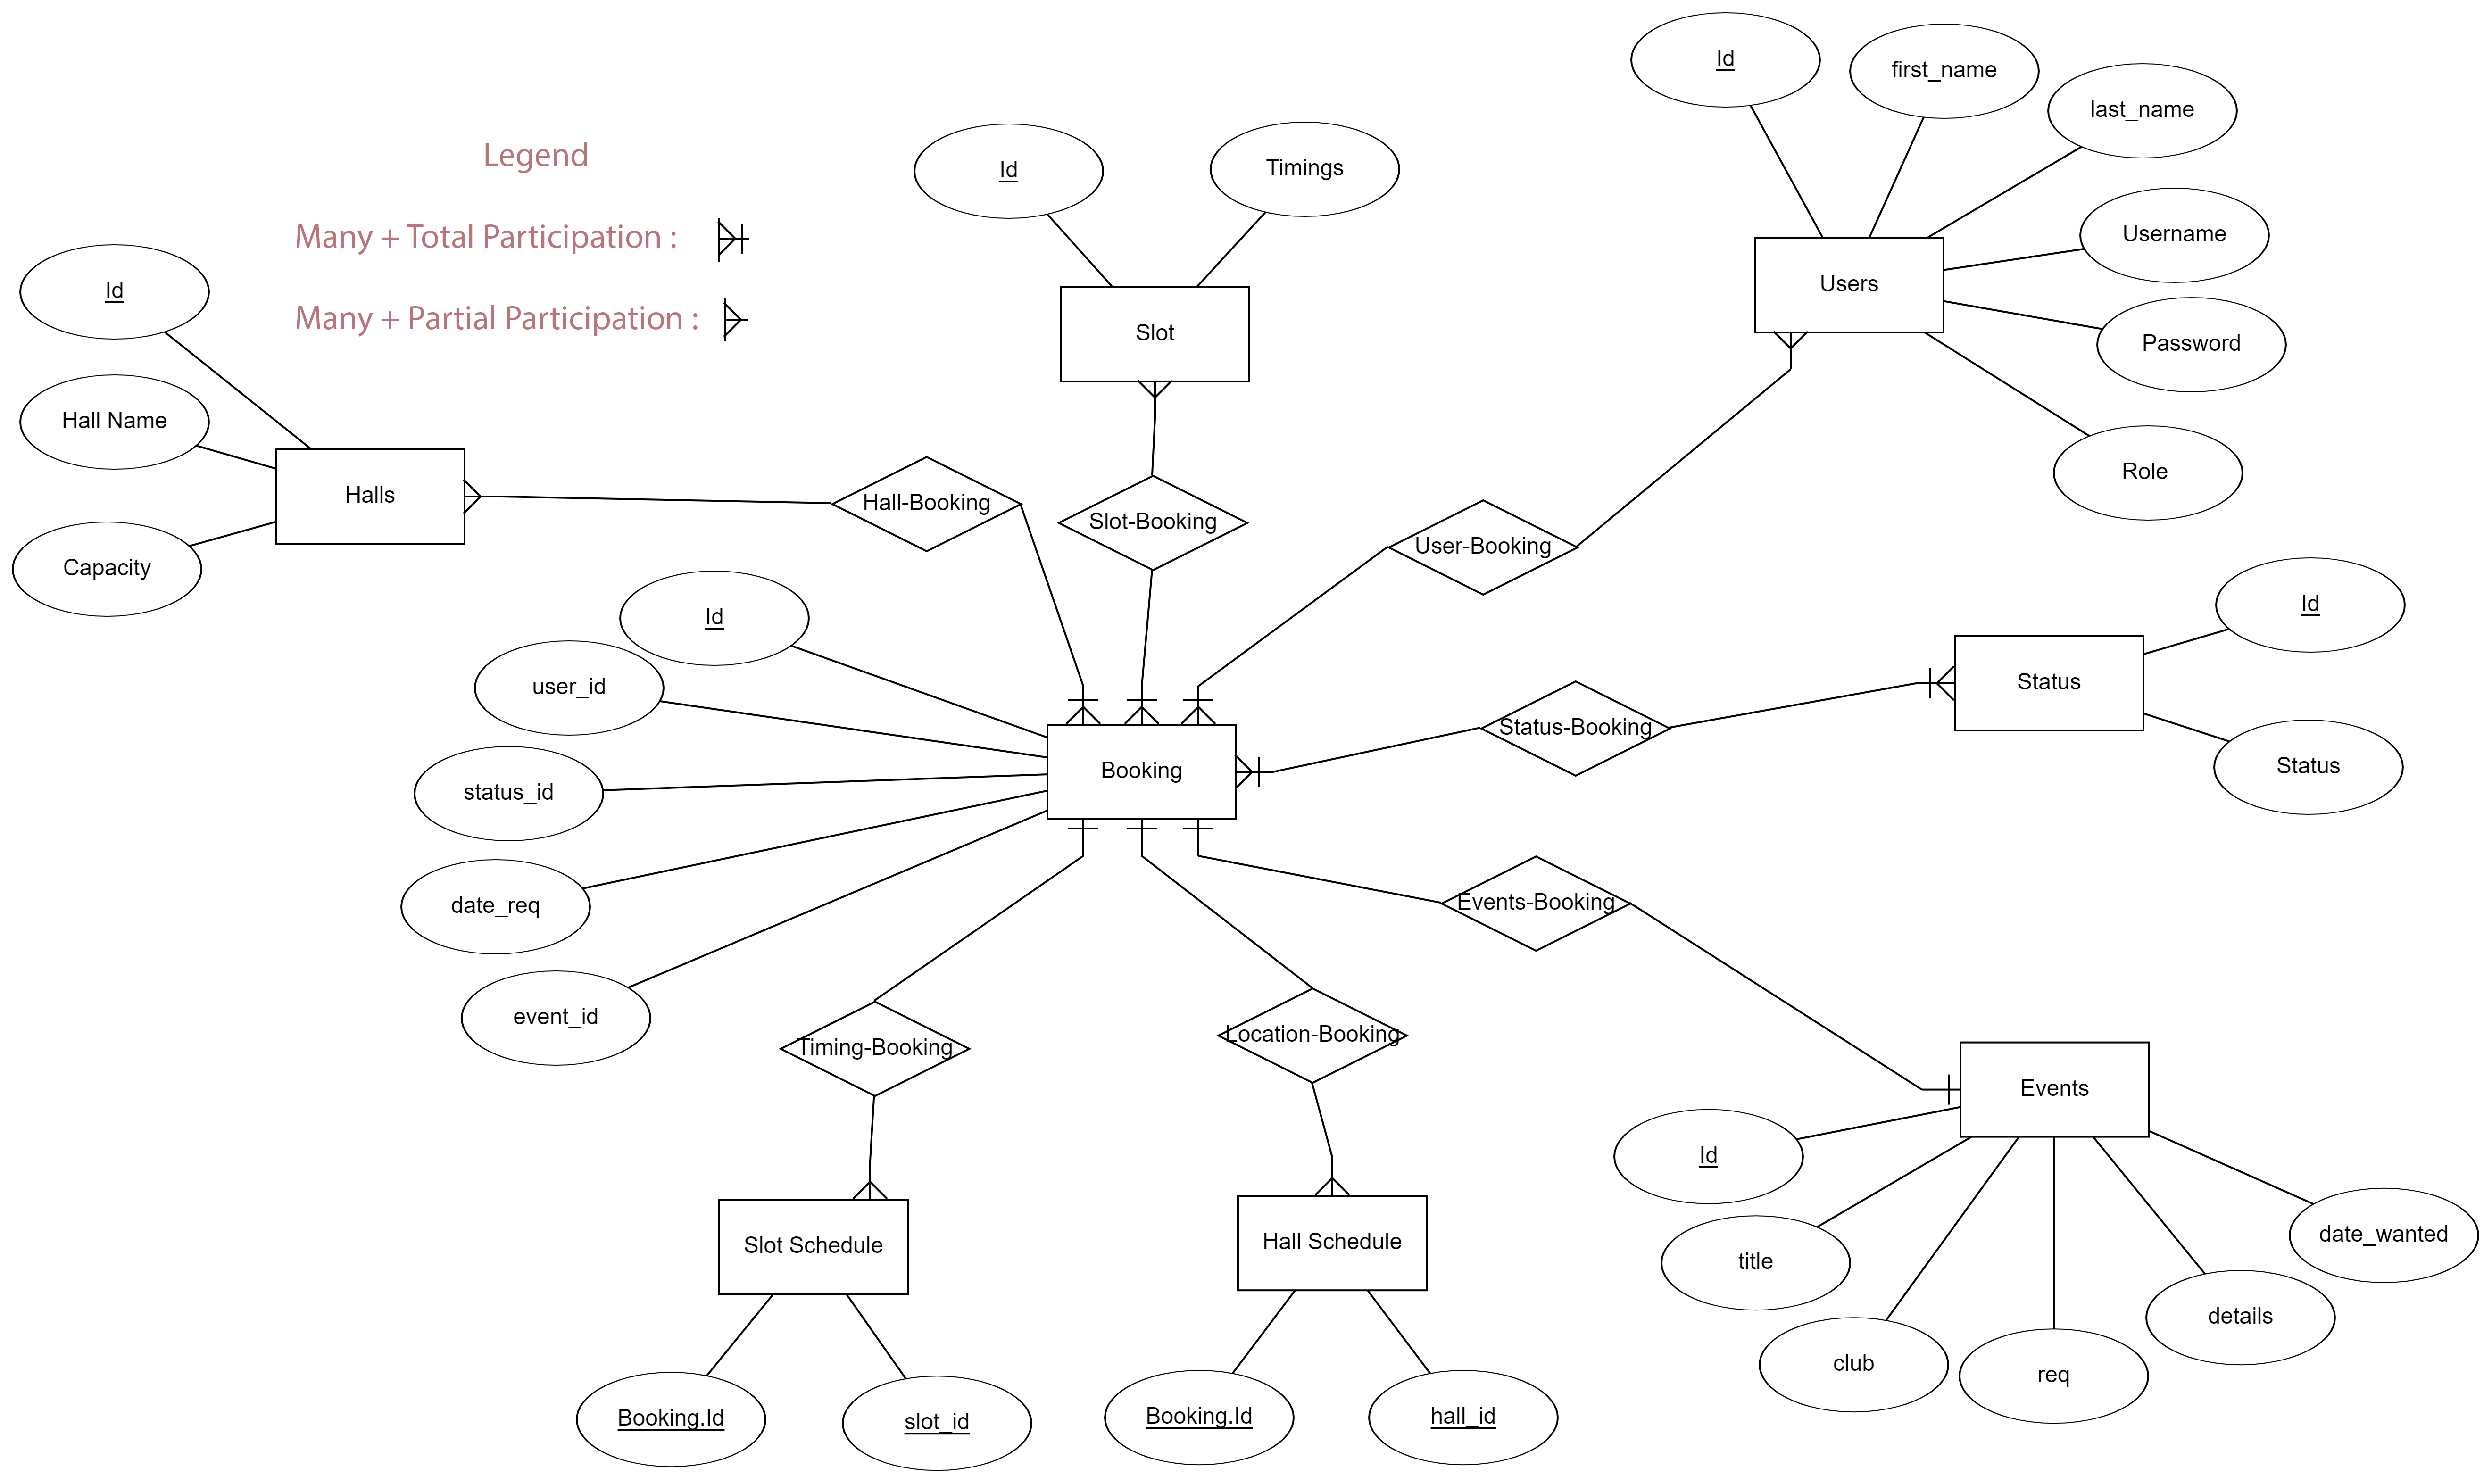 Legend
Many + Total Participation :
Many + Partial Participation :
Id
Hall Name
Capacity
Halls
Hall-Booking
Id
Timings
Slot
Slot-Booking
Id
first_name
last_name
Username
Password
Role
Users
User-Booking
Id
Status
Status
Status-Booking
Id
user_id
status_id
date_req
event_id
Booking
Events-Booking
Timing-Booking
Location-Booking
Slot Schedule
Booking.Id
slot_id
Hall Schedule
Booking.Id
hall_id
Events
Id
title
club
req
details
date_wanted